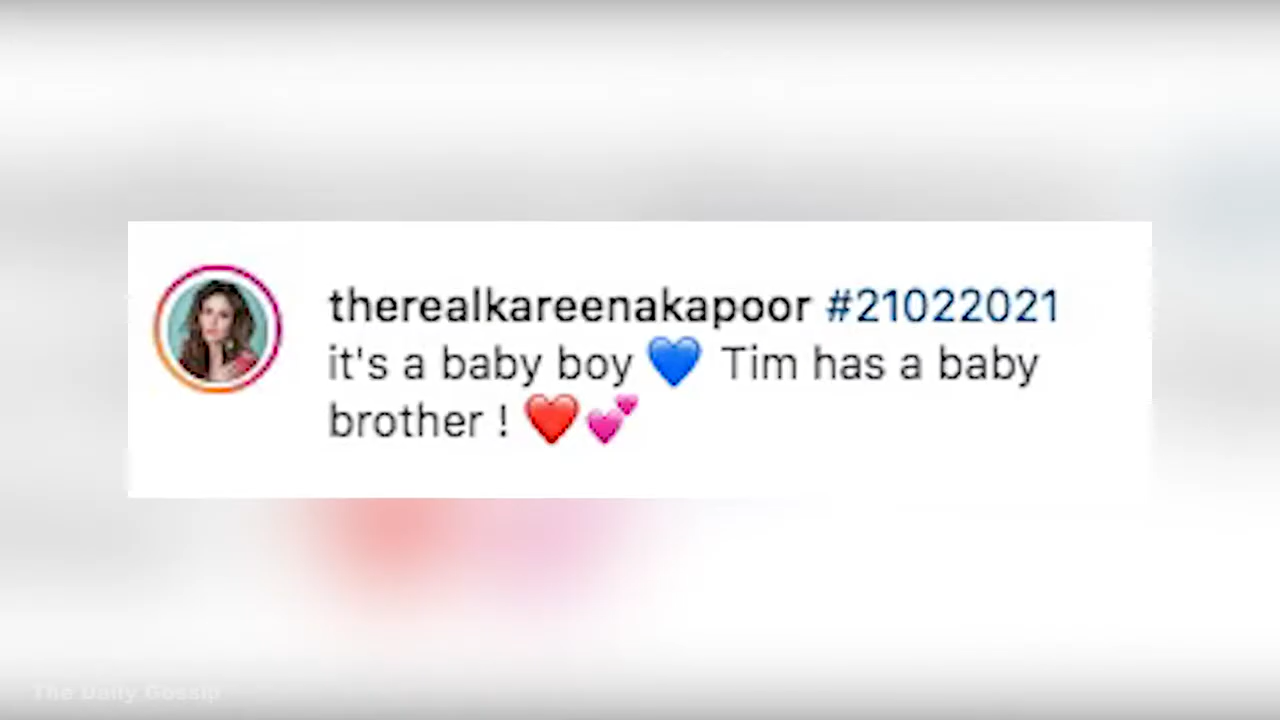 therealkareenakapoor #21022021
it's a baby boy 💙 Tim has a baby
brother ! ❤️💕
The Daily Gossip